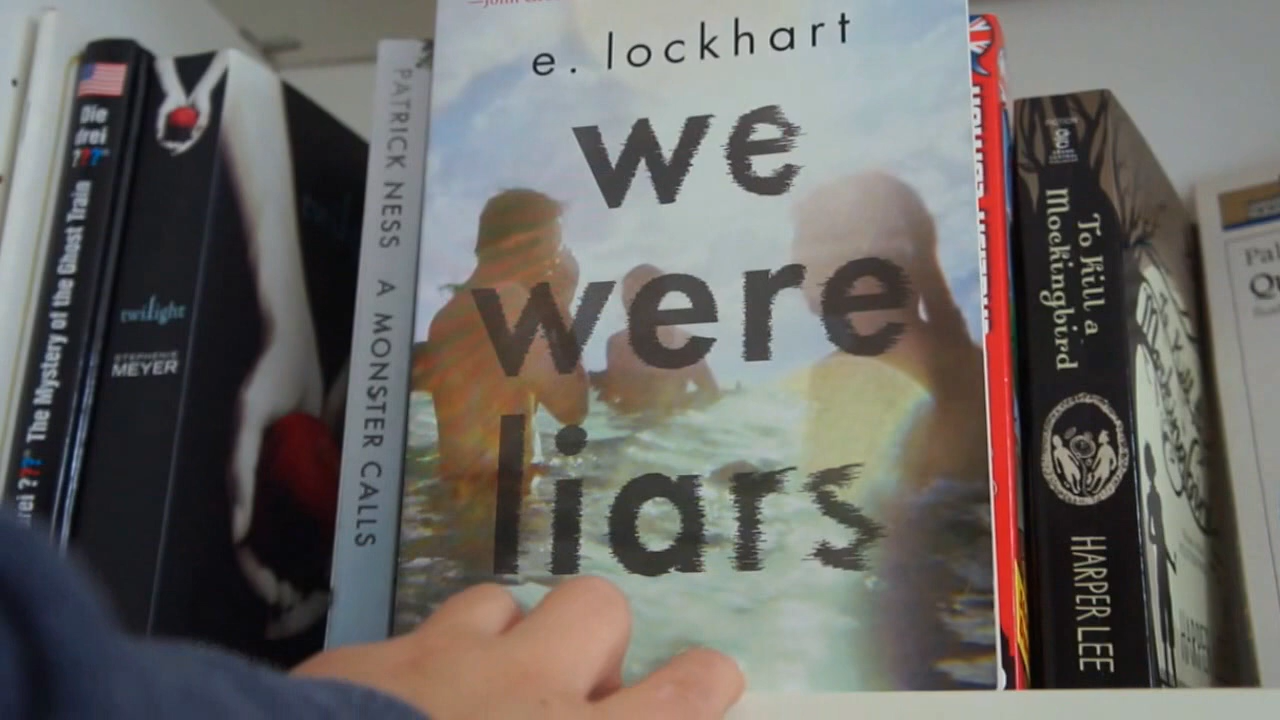 Die
drei
???
The Mystery of the Ghost Train
twilight
STEPHENIE
MEYER
PATRICK NESS A MONSTER CALLS
e. lockhart
we
were
liars
To Kill a
Mockingbird
HARPER LEE